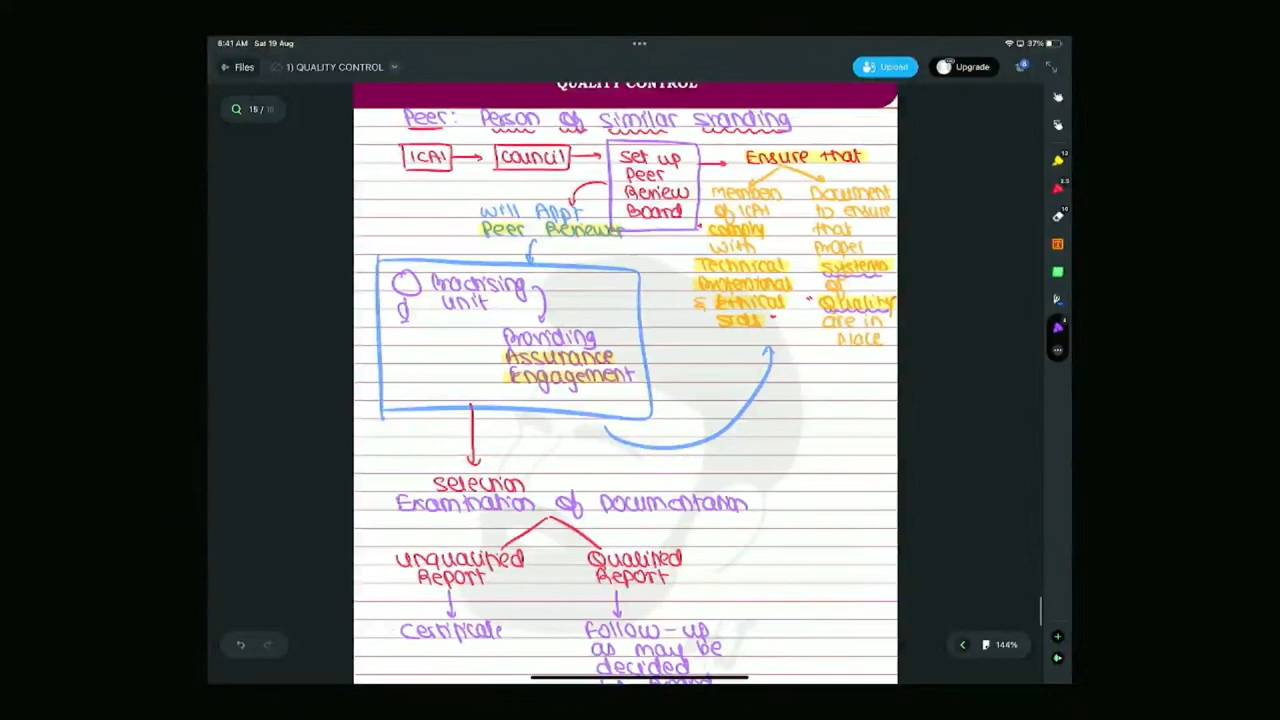 8:41 AM Sat 19 Aug
37%
Files
1) QUALITY CONTROL
Upload
Upgrade
15 /
QUALITY CONTROL
Peer: Person of similar standing
ICAI
Council
Set up
Peer
Review
Board
Ensure that
Member
of ICAI
comply
with
Technical
Professional
& Ethical
stds
Document
to ensure
that
proper
systems
of
"Quality
are in
place
will Appt
Peer Reviewer
Practising
unit
Providing
Assurance
Engagement
Selection
Examination of Documentation
Unqualified
Report
Qualified
Report
Certificate
Follow-up
as may be
decided
144%